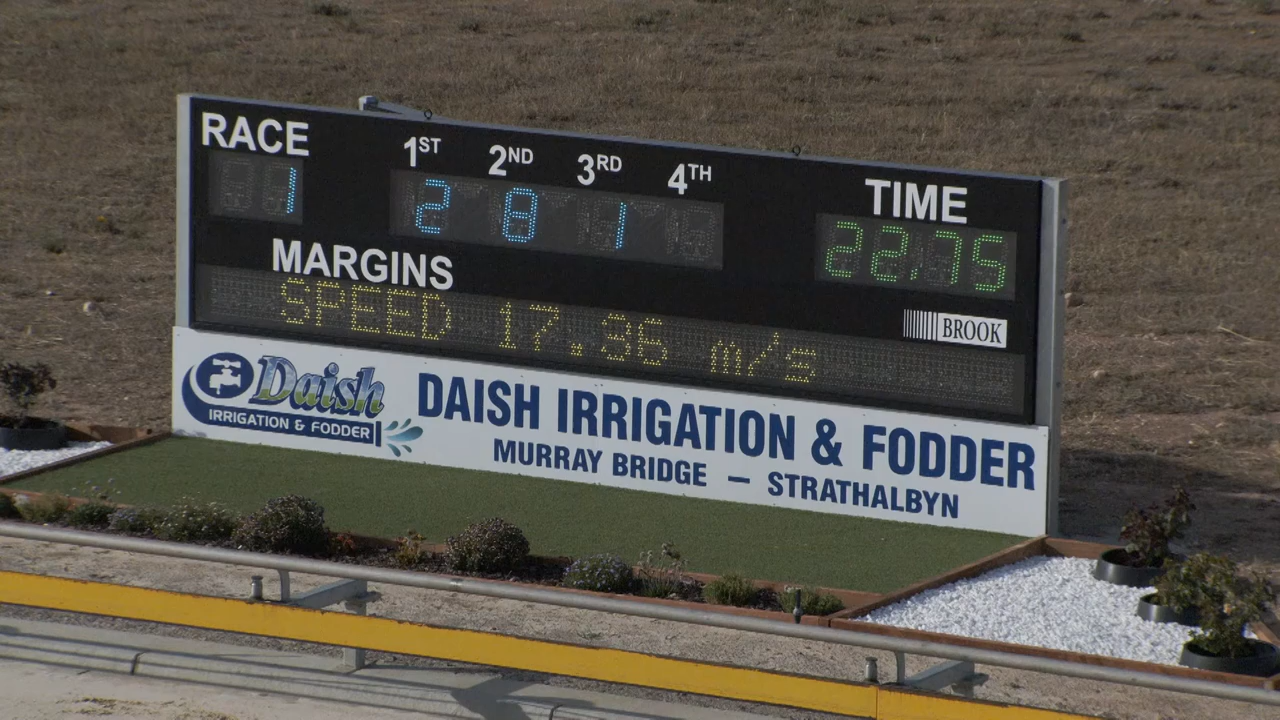 RACE 1ST 2ND 3RD 4TH TIME
1 2 8 1 22.75
MARGINS
SPEED 17.86 m/s
BROOK
Daish
IRRIGATION & FODDER
DAISH IRRIGATION & FODDER
MURRAY BRIDGE – STRATHALBYN